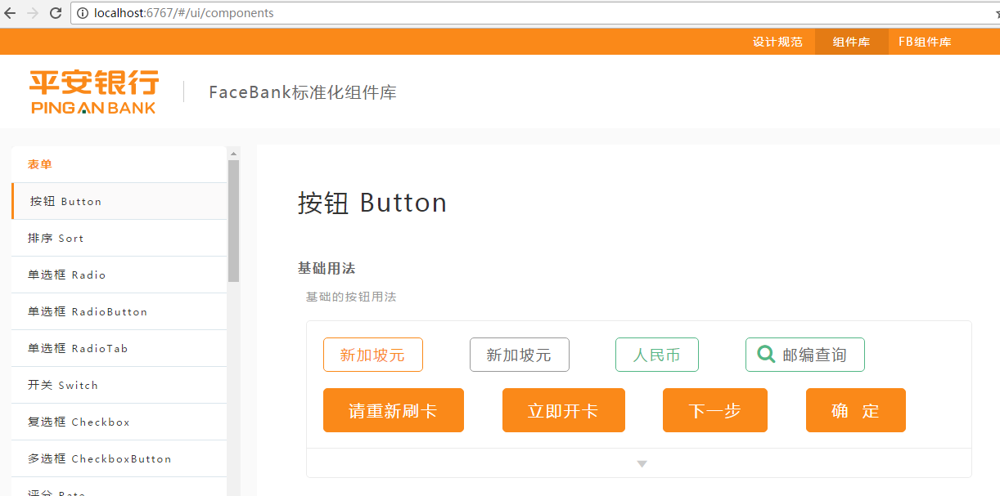 localhost:6767/#/ui/components
设计规范 组件库 FB组件库
平安银行
PINGAN BANK
FaceBank标准化组件库
表单
按钮 Button
排序 Sort
单选框 Radio
单选框 RadioButton
单选框 RadioTab
开关 Switch
复选框 Checkbox
多选框 CheckboxButton
评分 Rate
按钮 Button
基础用法
基础的按钮用法
新加坡元 新加坡元 人民币 邮编查询
请重新刷卡 立即开卡 下一步 确 定